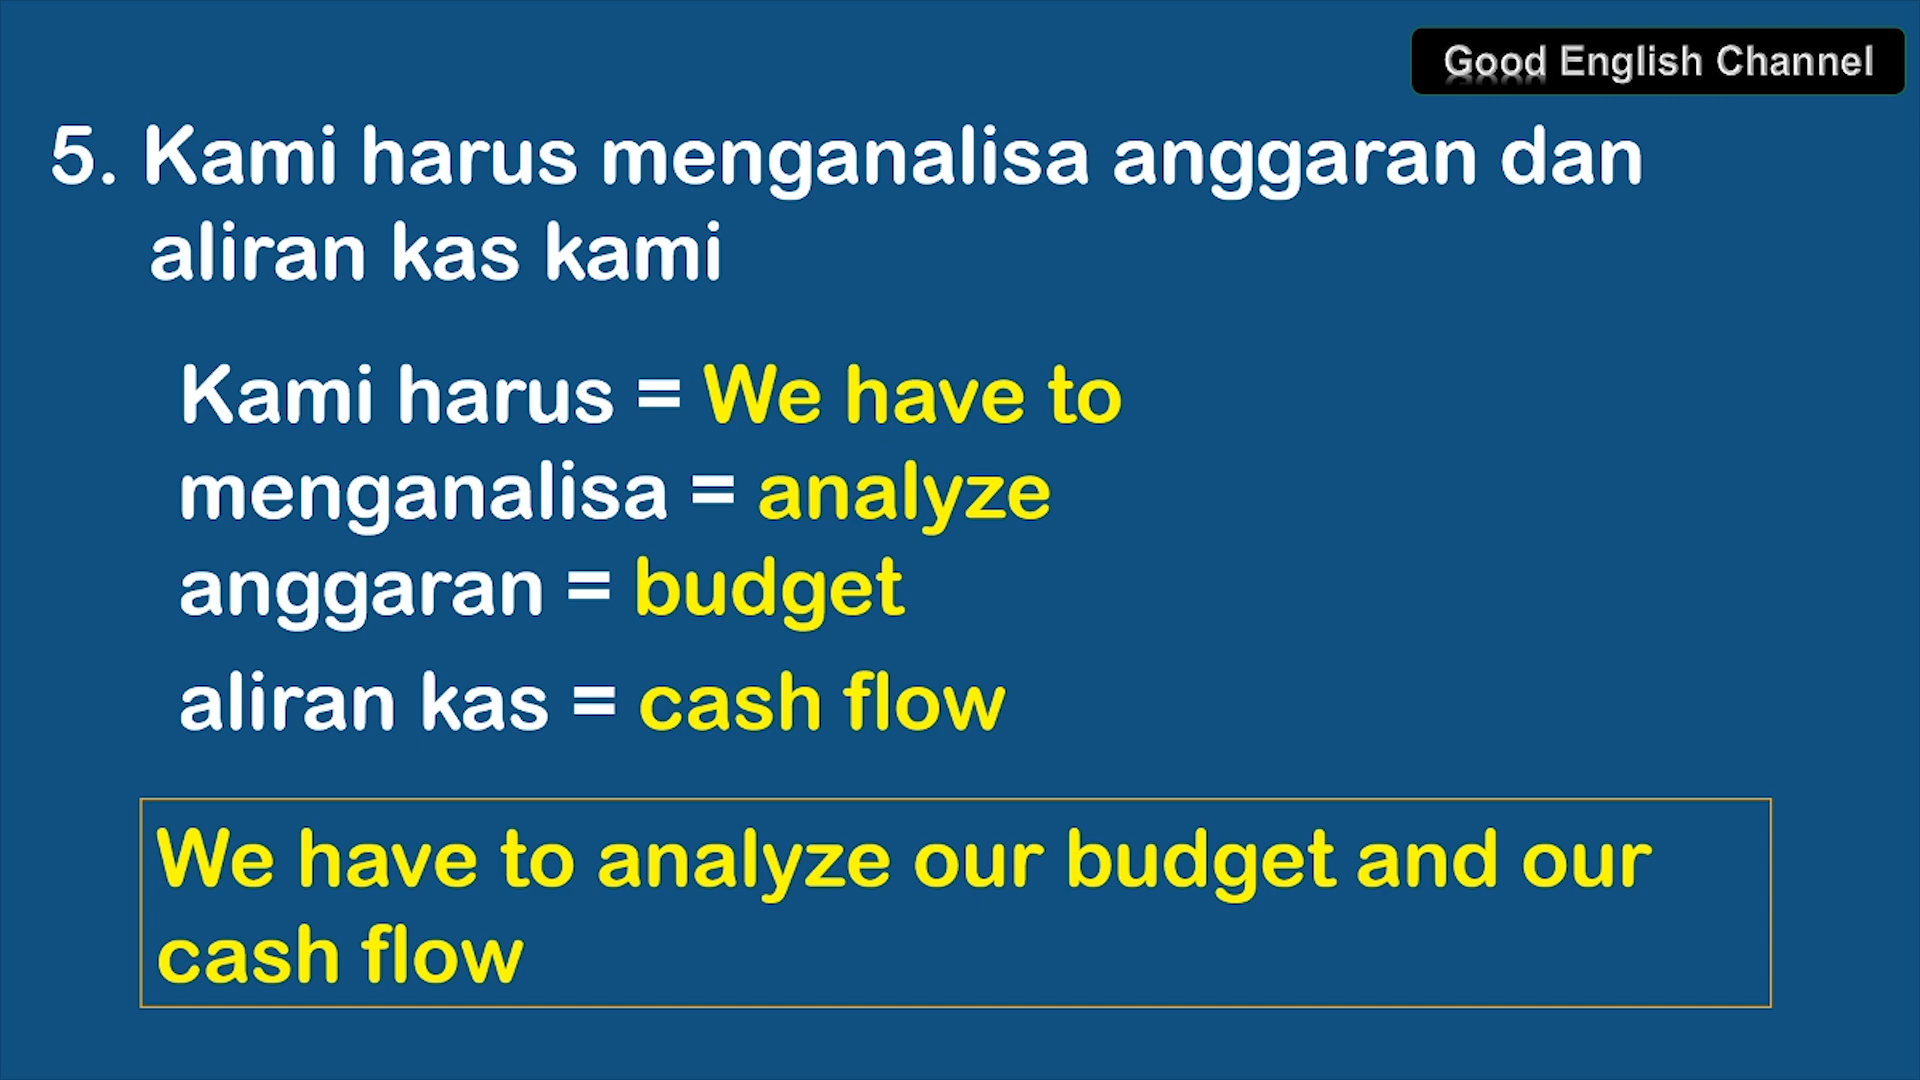 Good English Channel
5. Kami harus menganalisa anggaran dan
aliran kas kami
Kami harus = We have to
menganalisa = analyze
anggaran = budget
aliran kas = cash flow
We have to analyze our budget and our
cash flow